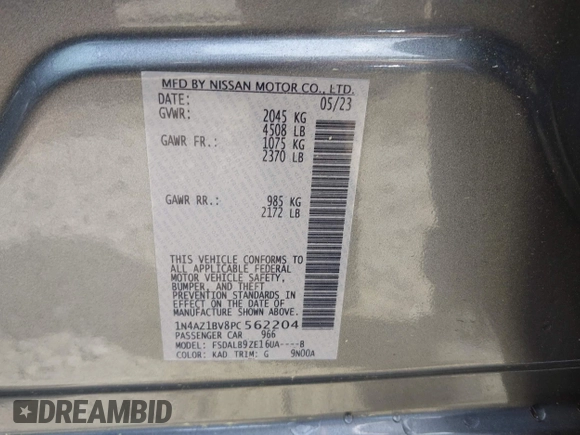 MFD BY NISSAN MOTOR CO., LTD.
DATE: 05/23
GVWR: 2045 KG
4508 LB
GAWR FR.: 1075 KG
2370 LB
GAWR RR.: 985 KG
2172 LB
THIS VEHICLE CONFORMS TO
ALL APPLICABLE FEDERAL
MOTOR VEHICLE SAFETY,
BUMPER, AND THEFT
PREVENTION STANDARDS IN
EFFECT ON THE DATE OF
MANUFACTURE SHOWN ABOVE.
1N4AZ1BV8PC562204
PASSENGER CAR 966
MODEL: FSDALB9ZE16UA----B
COLOR: KAD TRIM: G 9N00A
DREAMBID